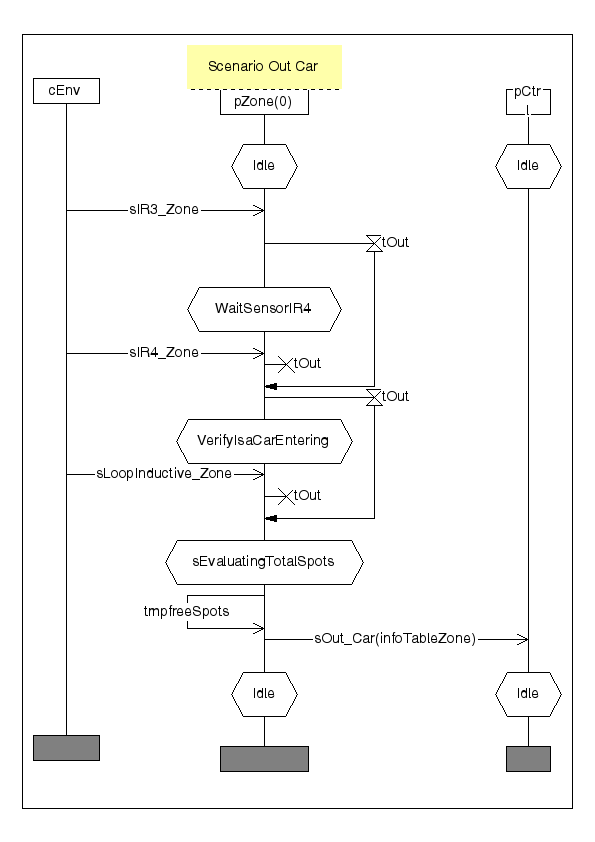 Scenario Out Car
cEnv
pZone(0)
pCtr
l
Idle
Idle
sIR3_Zone
tOut
WaitSensorIR4
sIR4_Zone
tOut
tOut
VerifyIsaCarEntering
sLoopInductive_Zone
tOut
sEvaluatingTotalSpots
tmpfreeSpots
sOut_Car(infoTableZone)
Idle
Idle